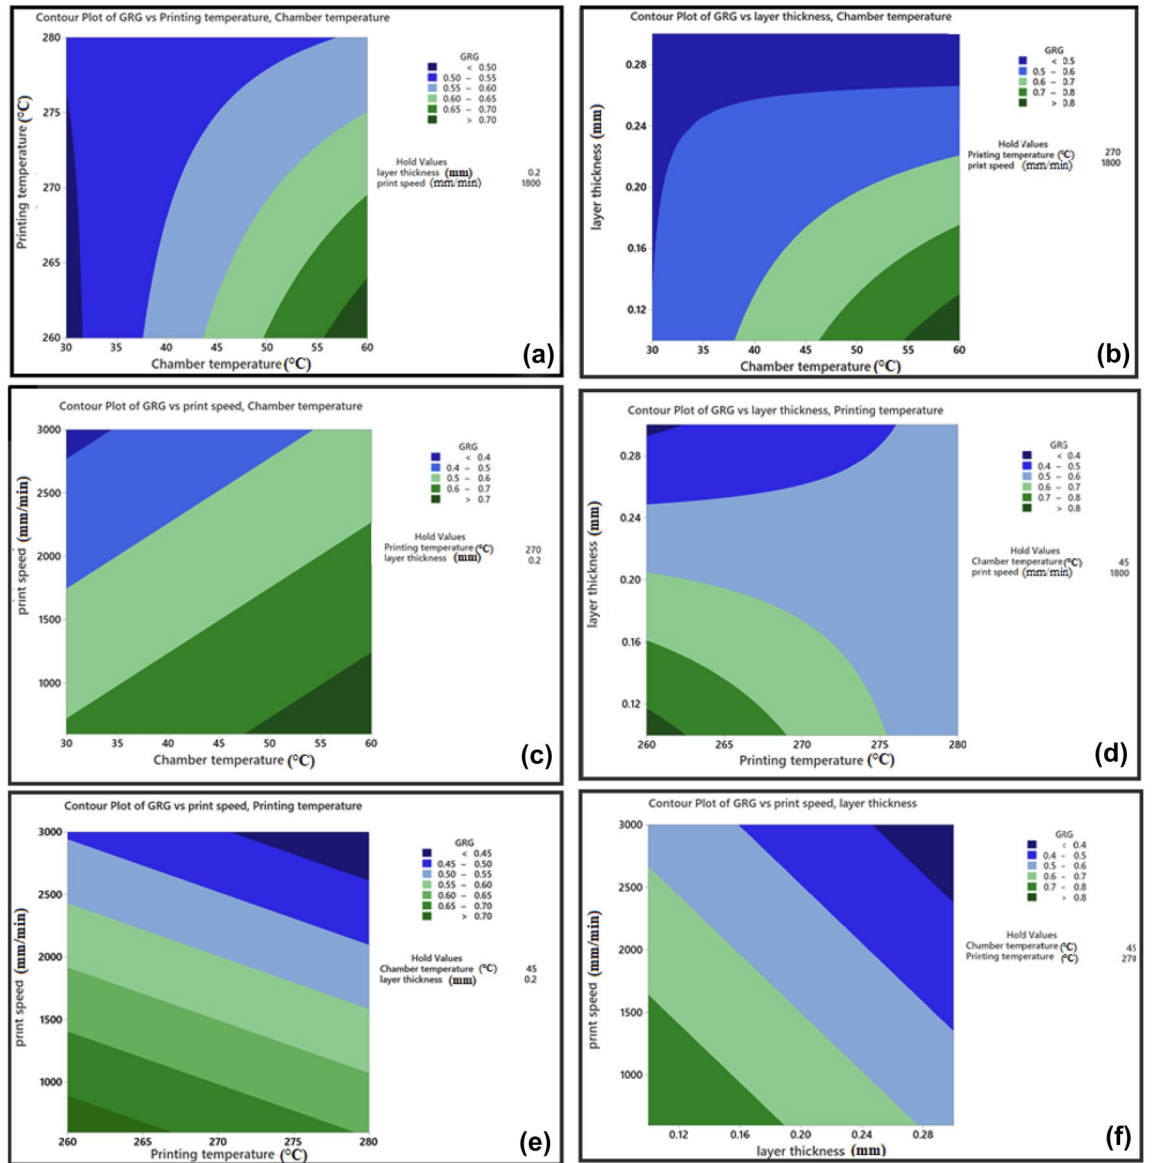 Contour Plot of GRG vs Printing temperature, Chamber temperature
280
275
270
265
260
30 35 40 45 50 55 60
Printing temperature (°C)
Chamber temperature (°C)
GRG
< 0.50
0.50 – 0.55
0.55 – 0.60
0.60 – 0.65
0.65 – 0.70
> 0.70
Hold Values
layer thickness (mm) 0.2
print speed (mm/min) 1800
(a)
Contour Plot of GRG vs layer thickness, Chamber temperature
0.28
0.24
0.20
0.16
0.12
30 35 40 45 50 55 60
layer thickness (mm)
Chamber temperature (°C)
GRG
< 0.5
0.5 – 0.6
0.6 – 0.7
0.7 – 0.8
> 0.8
Hold Values
Printing temperature (°C) 270
print speed (mm/min) 1800
(b)
Contour Plot of GRG vs print speed, Chamber temperature
3000
2500
2000
1500
1000
30 35 40 45 50 55 60
print speed (mm/min)
Chamber temperature (°C)
GRG
< 0.4
0.4 – 0.5
0.5 – 0.6
0.6 – 0.7
> 0.7
Hold Values
Printing temperature (°C) 270
layer thickness (mm) 0.2
(c)
Contour Plot of GRG vs layer thickness, Printing temperature
0.28
0.24
0.20
0.16
0.12
260 265 270 275 280
layer thickness (mm)
Printing temperature (°C)
GRG
< 0.4
0.4 – 0.5
0.5 – 0.6
0.6 – 0.7
0.7 – 0.8
> 0.8
Hold Values
Chamber temperature (°C) 45
print speed (mm/min) 1800
(d)
Contour Plot of GRG vs print speed, Printing temperature
3000
2500
2000
1500
1000
260 265 270 275 280
print speed (mm/min)
Printing temperature (°C)
GRG
< 0.45
0.45 – 0.50
0.50 – 0.55
0.55 – 0.60
0.60 – 0.65
0.65 – 0.70
> 0.70
Hold Values
Chamber temperature (°C) 45
layer thickness (mm) 0.2
(e)
Contour Plot of GRG vs print speed, layer thickness
3000
2500
2000
1500
1000
0.12 0.16 0.20 0.24 0.28
print speed (mm/min)
layer thickness (mm)
GRG
< 0.4
0.4 – 0.5
0.5 – 0.6
0.6 – 0.7
0.7 – 0.8
> 0.8
Hold Values
Chamber temperature (°C) 45
Printing temperature (°C) 270
(f)